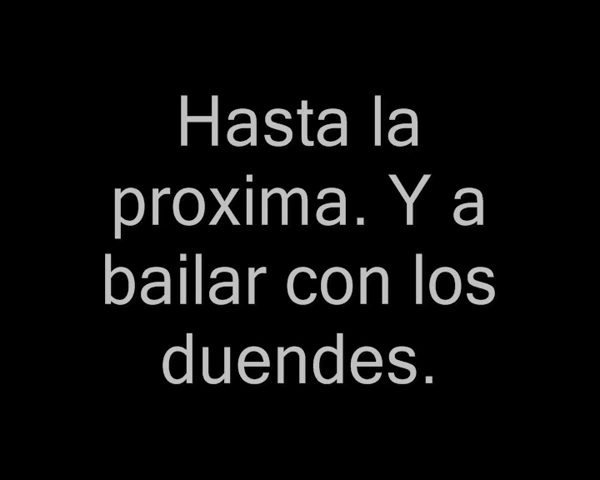 Hasta la
proxima. Y a
bailar con los
duendes.